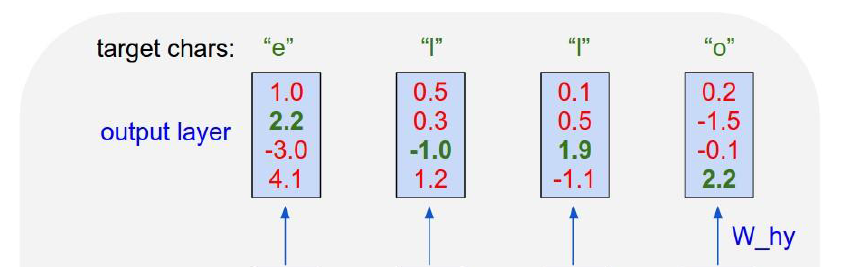 target chars: “e” “l” “l” “o”
1.0 0.5 0.1 0.2
2.2 0.3 0.5 -1.5
output layer
-3.0 -1.0 1.9 -0.1
4.1 1.2 -1.1 2.2
W_hy